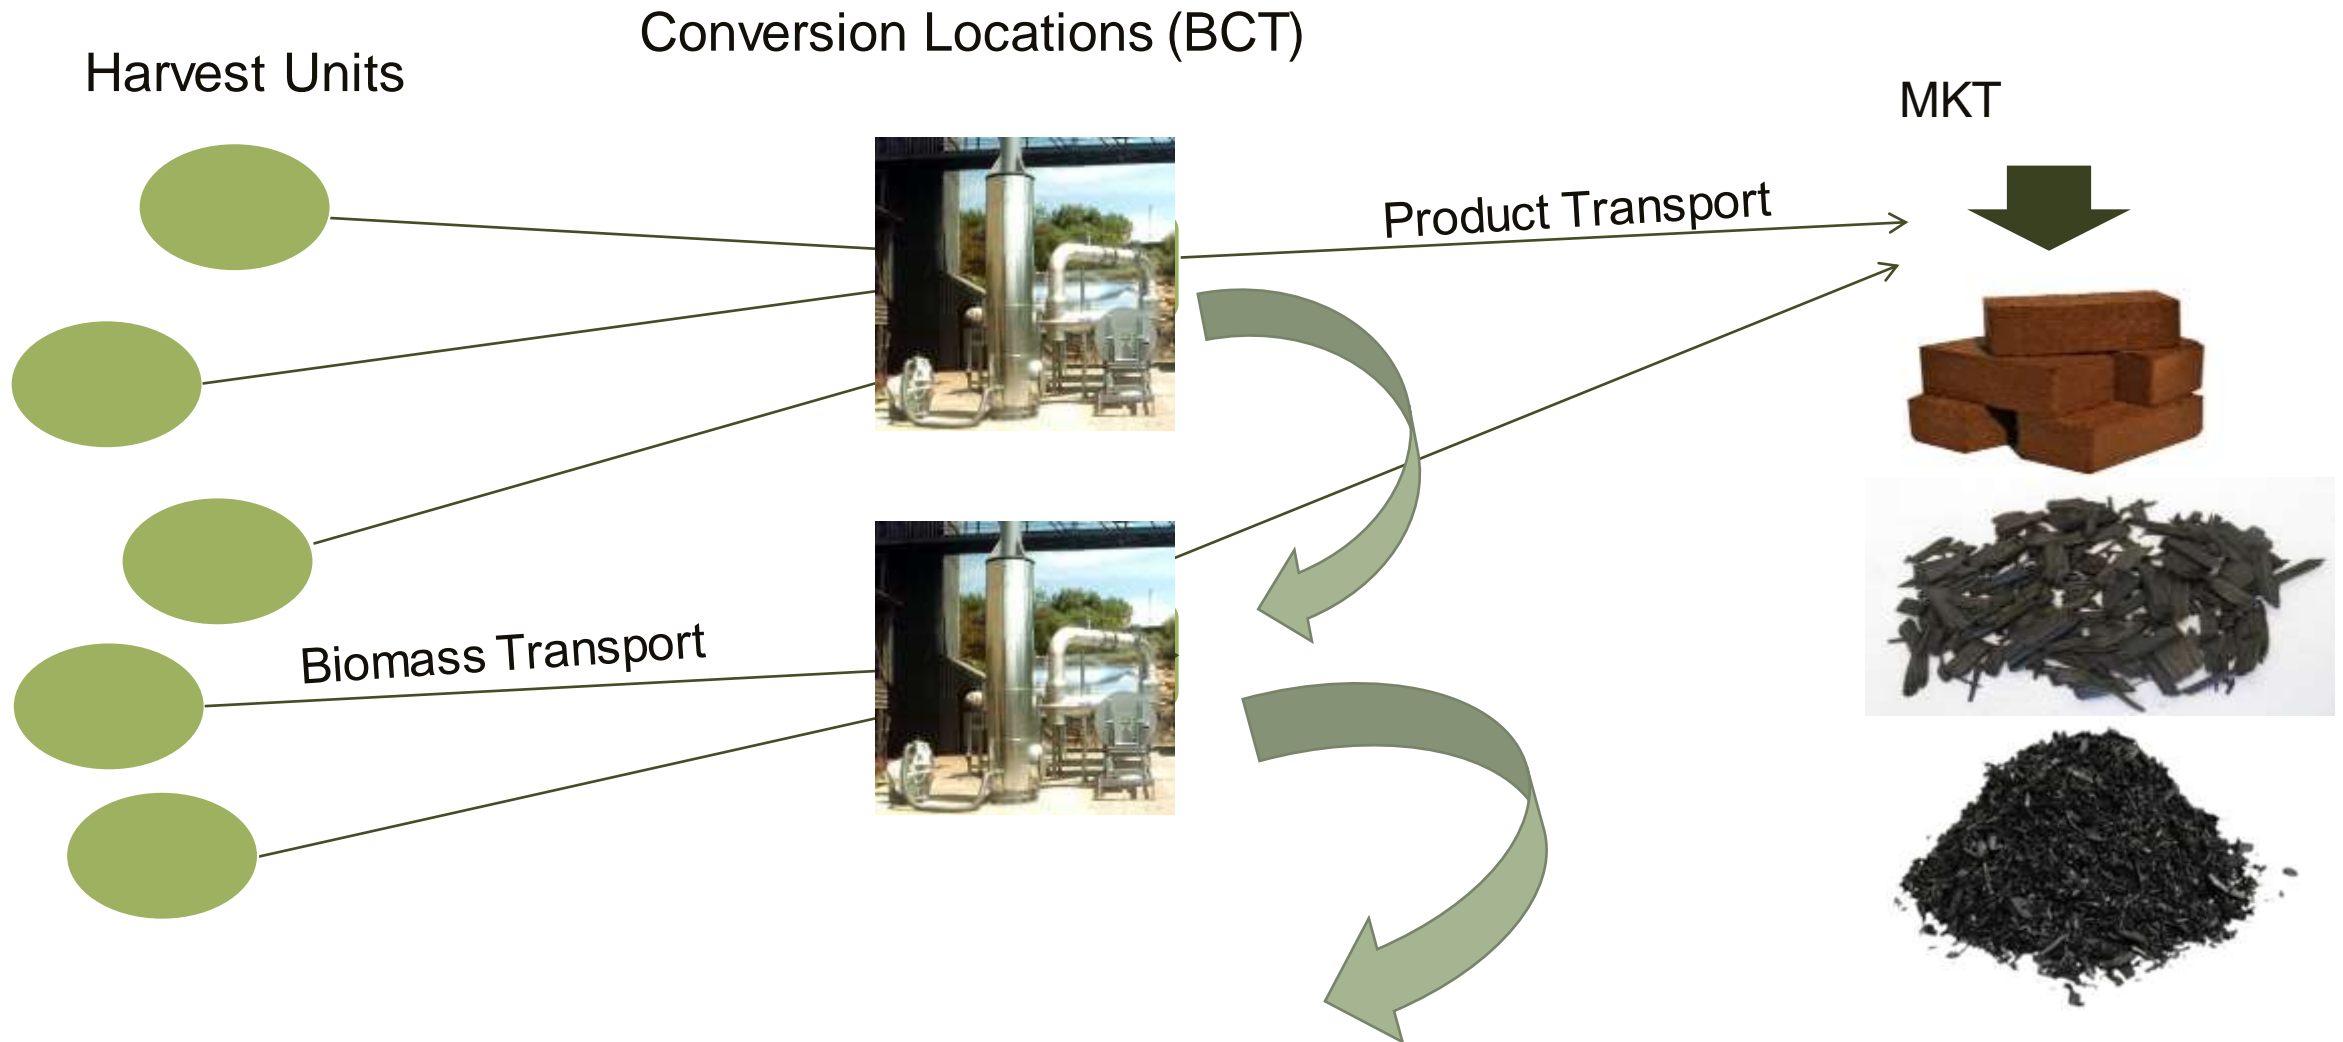 Conversion Locations (BCT)
Harvest Units
MKT
Product Transport
Biomass Transport